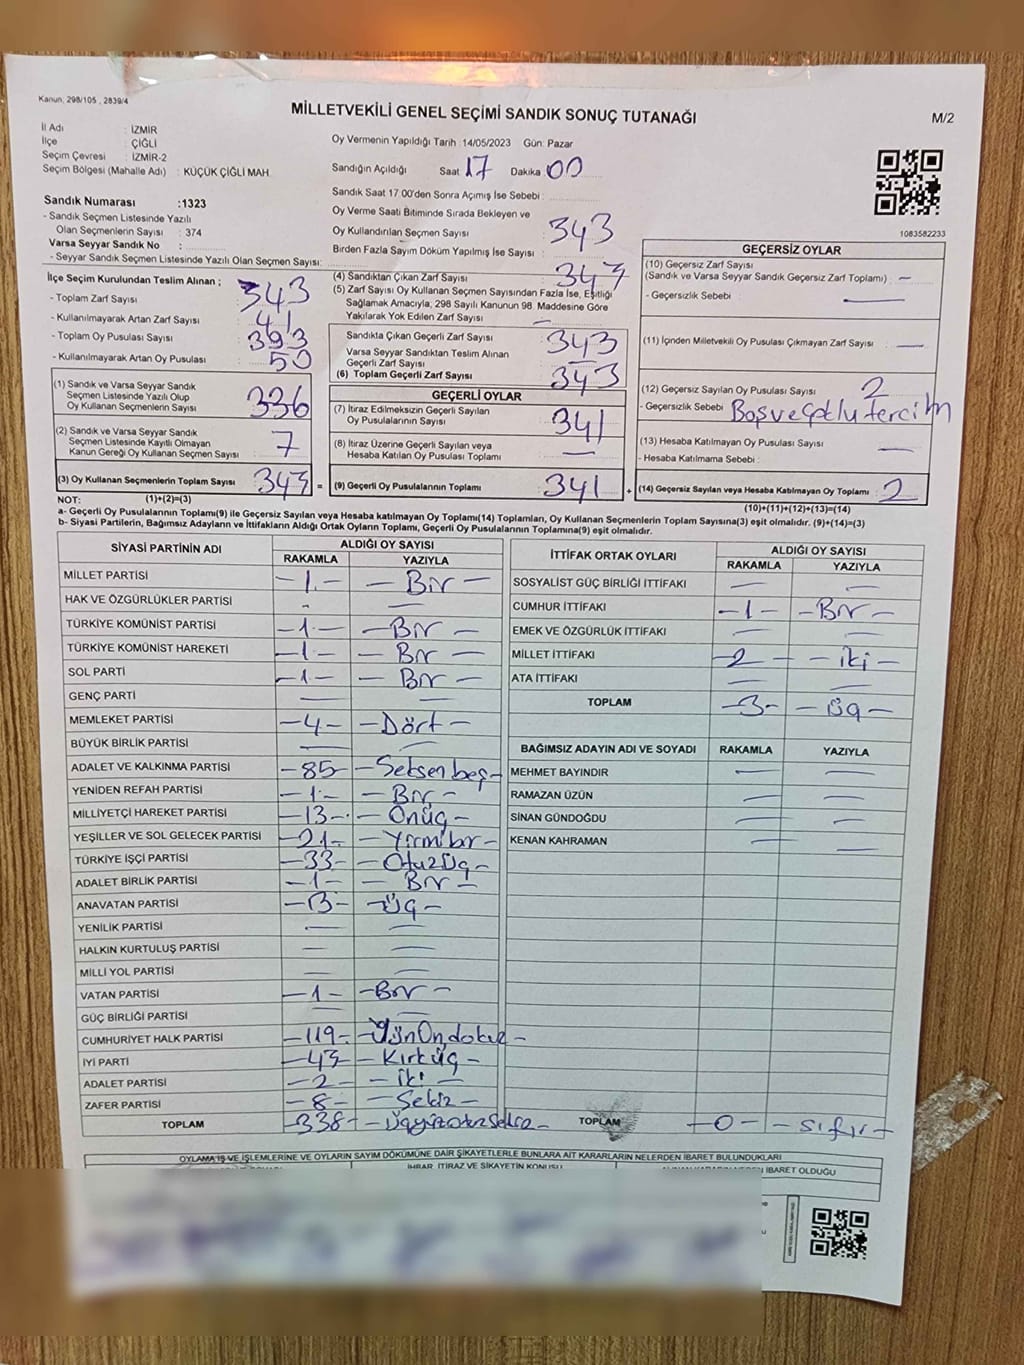 Kanun: 298/105 , 2839/4
MİLLETVEKİLİ GENEL SEÇİMİ SANDIK SONUÇ TUTANAĞI
M/2
İl Adı : İZMİR
İlçe : ÇİĞLİ
Seçim Çevresi : İZMİR-2
Seçim Bölgesi (Mahalle Adı) : KÜÇÜK ÇİĞLİ MAH.
Sandık Numarası :1323
- Sandık Seçmen Listesinde Yazılı
Olan Seçmenlerin Sayısı : 374
Varsa Seyyar Sandık No :
- Seyyar Sandık Seçmen Listesinde Yazılı Olan Seçmen Sayısı:
Oy Vermenin Yapıldığı Tarih :14/05/2023 Gün: Pazar
Sandığın Açıldığı Saat 17 Dakika 00
Sandık Saat 17.00'den Sonra Açılmış İse Sebebi :
Oy Verme Saati Bitiminde Sırada Bekleyen ve
Oy Kullandırılan Seçmen Sayısı 343
Birden Fazla Sayım Döküm Yapılmış İse Sayısı :
1083582233
İlçe Seçim Kurulundan Teslim Alınan ;
- Toplam Zarf Sayısı : 343
- Kullanılmayarak Artan Zarf Sayısı : 41
- Toplam Oy Pusulası Sayısı : 393
- Kullanılmayarak Artan Oy Pusulası : 50
(1) Sandık ve Varsa Seyyar Sandık
Seçmen Listesinde Yazılı Olup
Oy Kullanan Seçmenlerin Sayısı : 336
(2) Sandık ve Varsa Seyyar Sandık
Seçmen Listesinde Kayıtlı Olmayan
Kanun Gereği Oy Kullanan Seçmen Sayısı : 7
(3) Oy Kullanan Seçmenlerin Toplam Sayısı 343 =
(4) Sandıktan Çıkan Zarf Sayısı 343
(5) Zarf Sayısı Oy Kullanan Seçmen Sayısından Fazla İse, Eşitliği
Sağlamak Amacıyla; 298 Sayılı Kanunun 98. Maddesine Göre
Yakılarak Yok Edilen Zarf Sayısı : –
Sandıkta Çıkan Geçerli Zarf Sayısı 343
Varsa Seyyar Sandıktan Teslim Alınan
Geçerli Zarf Sayısı —
(6) Toplam Geçerli Zarf Sayısı 343
GEÇERLİ OYLAR
(7) İtiraz Edilmeksizin Geçerli Sayılan
Oy Pusulalarının Sayısı 341
(8) İtiraz Üzerine Geçerli Sayılan veya
Hesaba Katılan Oy Pusulası Toplamı —
(9) Geçerli Oy Pusulalarının Toplamı 341 +
GEÇERSİZ OYLAR
(10) Geçersiz Zarf Sayısı
(Sandık ve Varsa Seyyar Sandık Geçersiz Zarf Toplamı) –
- Geçersizlik Sebebi : —
(11) İçinden Milletvekili Oy Pusulası Çıkmayan Zarf Sayısı : —
(12) Geçersiz Sayılan Oy Pusulası Sayısı 2
- Geçersizlik Sebebi Boş ve çoklu tercih
(13) Hesaba Katılmayan Oy Pusulası Sayısı —
- Hesaba Katılmama Sebebi :
(14) Geçersiz Sayılan veya Hesaba Katılmayan Oy Toplamı 2
NOT: (1)+(2)=(3)
(10)+(11)+(12)+(13)=(14)
a- Geçerli Oy Pusulalarının Toplamı(9) ile Geçersiz Sayılan veya Hesaba Katılmayan Oy Toplamı(14) Toplamları, Oy Kullanan Seçmenlerin Toplam Sayısına(3) eşit olmalıdır. (9)+(14)=(3)
b- Siyasi Partilerin, Bağımsız Adayların ve İttifakların Aldığı Ortak Oyların Toplamı, Geçerli Oy Pusulalarının Toplamına(9) eşit olmalıdır.
SİYASİ PARTİNİN ADI ALDIĞI OY SAYISI
RAKAMLA YAZIYLA
MİLLET PARTİSİ –1– –Bir–
HAK VE ÖZGÜRLÜKLER PARTİSİ – —
TÜRKİYE KOMÜNİST PARTİSİ –1– –Bir–
TÜRKİYE KOMÜNİST HAREKETİ –1– –Bir–
SOL PARTİ –1– –Bir–
GENÇ PARTİ — —
MEMLEKET PARTİSİ –4– –Dört–
BÜYÜK BİRLİK PARTİSİ — —
ADALET VE KALKINMA PARTİSİ –85– –Seksen beş–
YENİDEN REFAH PARTİSİ –1– –Bir–
MİLLİYETÇİ HAREKET PARTİSİ –13– –Onüç–
YEŞİLLER VE SOL GELECEK PARTİSİ –21– –Yirmi bir–
TÜRKİYE İŞÇİ PARTİSİ –33– –Otuz Üç–
ADALET BİRLİK PARTİSİ –1– –Bir–
ANAVATAN PARTİSİ –3– –Üç–
YENİLİK PARTİSİ — —
HALKIN KURTULUŞ PARTİSİ — —
MİLLİ YOL PARTİSİ — —
VATAN PARTİSİ –1– –Bir–
GÜÇ BİRLİĞİ PARTİSİ — —
CUMHURİYET HALK PARTİSİ –119– –Yüz On dokuz–
İYİ PARTİ –43– –Kırk üç–
ADALET PARTİSİ –2– –İki–
ZAFER PARTİSİ –8– –Sekiz–
TOPLAM –338– –Üçyüzotuz Sekiz–
İTTİFAK ORTAK OYLARI ALDIĞI OY SAYISI
RAKAMLA YAZIYLA
SOSYALİST GÜÇ BİRLİĞİ İTTİFAKI — —
CUMHUR İTTİFAKI –1– –Bir–
EMEK VE ÖZGÜRLÜK İTTİFAKI — —
MİLLET İTTİFAKI –2– –İki–
ATA İTTİFAKI — —
TOPLAM –3– –Üç–
BAĞIMSIZ ADAYIN ADI VE SOYADI RAKAMLA YAZIYLA
MEHMET BAYINDIR — —
RAMAZAN ÜZÜN — —
SİNAN GÜNDOĞDU — —
KENAN KAHRAMAN — —
TOPLAM –0– –sıfır–
OYLAMA İŞ VE İŞLEMLERİNE VE OYLARIN SAYIM DÖKÜMÜNE DAİR ŞİKAYETLERLE BUNLARA AİT KARARLARIN NELERDEN İBARET BULUNDUKLARI
İHBAR, İTİRAZ VE ŞİKAYETİN KONUSU
İBARET OLDUĞU